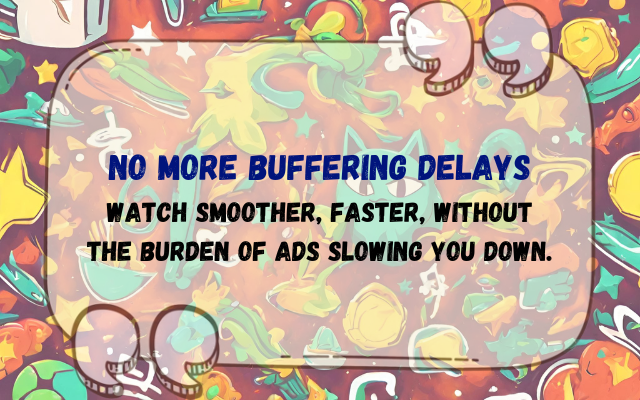 NO MORE BUFFERING DELAYS
WATCH SMOOTHER, FASTER, WITHOUT
THE BURDEN OF ADS SLOWING YOU DOWN.